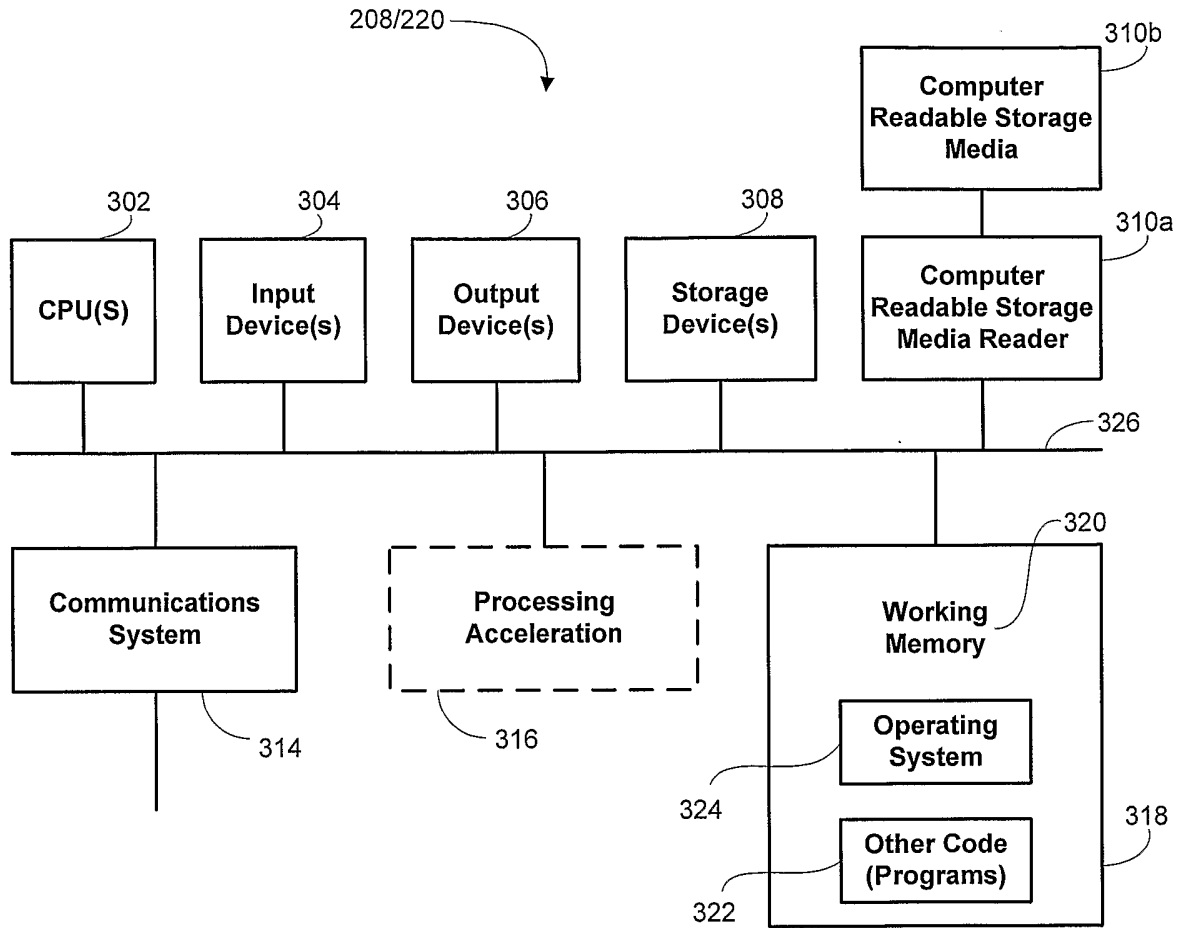 208/220
310b
Computer
Readable Storage
Media
302
304
306
308
310a
CPU(S)
Input
Device(s)
Output
Device(s)
Storage
Device(s)
Computer
Readable Storage
Media Reader
326
320
Communications
System
Processing
Acceleration
Working
Memory
314
316
Operating
System
324
318
Other Code
(Programs)
322